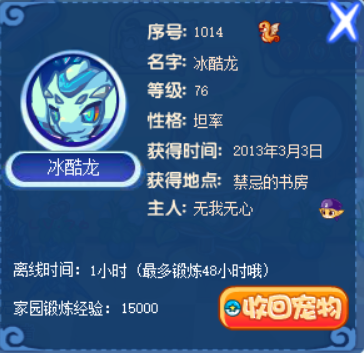 序号: 1014
名字: 冰酷龙
等级: 76
性格: 坦率
获得时间: 2013年3月3日
冰酷龙
获得地点: 禁忌的书房
主人: 无我无心
离线时间: 1小时 (最多锻炼48小时哦)
家园锻炼经验: 15000
收回宠物